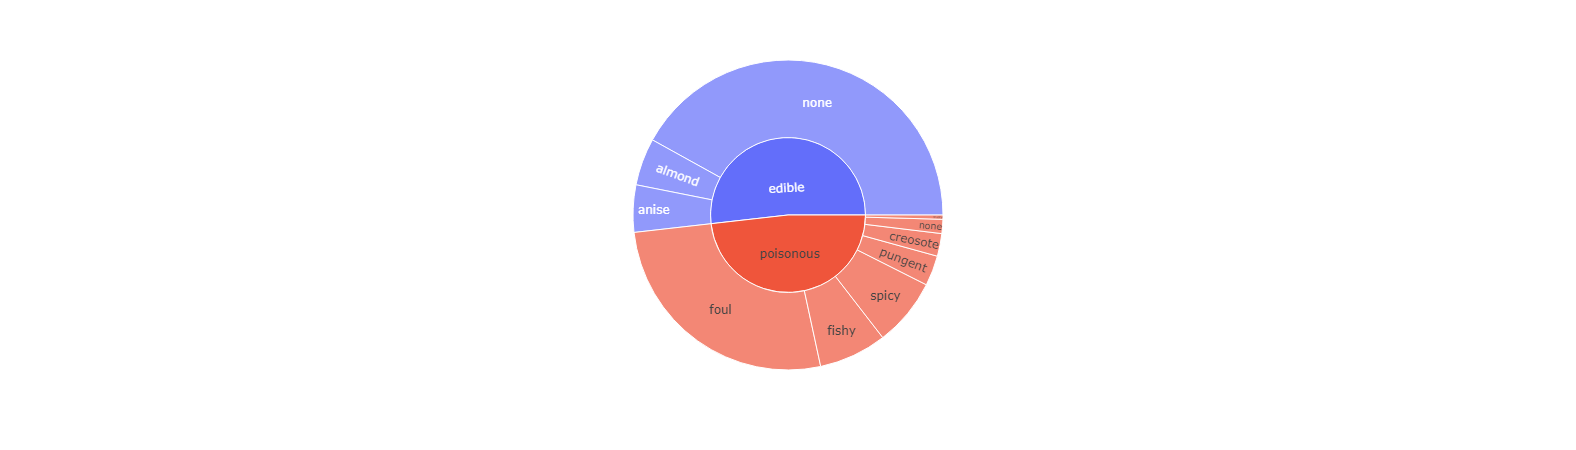 none
almond
edible
anise
none
creosote
poisonous
pungent
spicy
foul
fishy